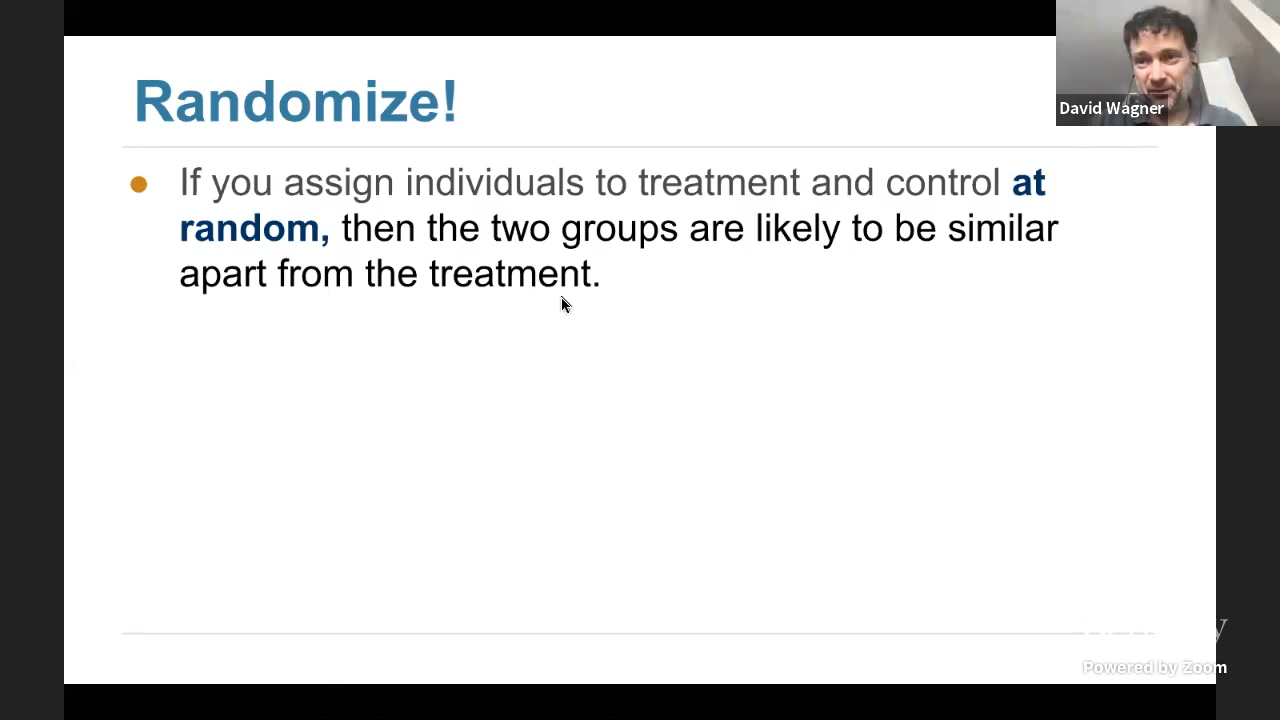 Randomize!
David Wagner
● If you assign individuals to treatment and control at
random, then the two groups are likely to be similar
apart from the treatment.
Powered by Zoom